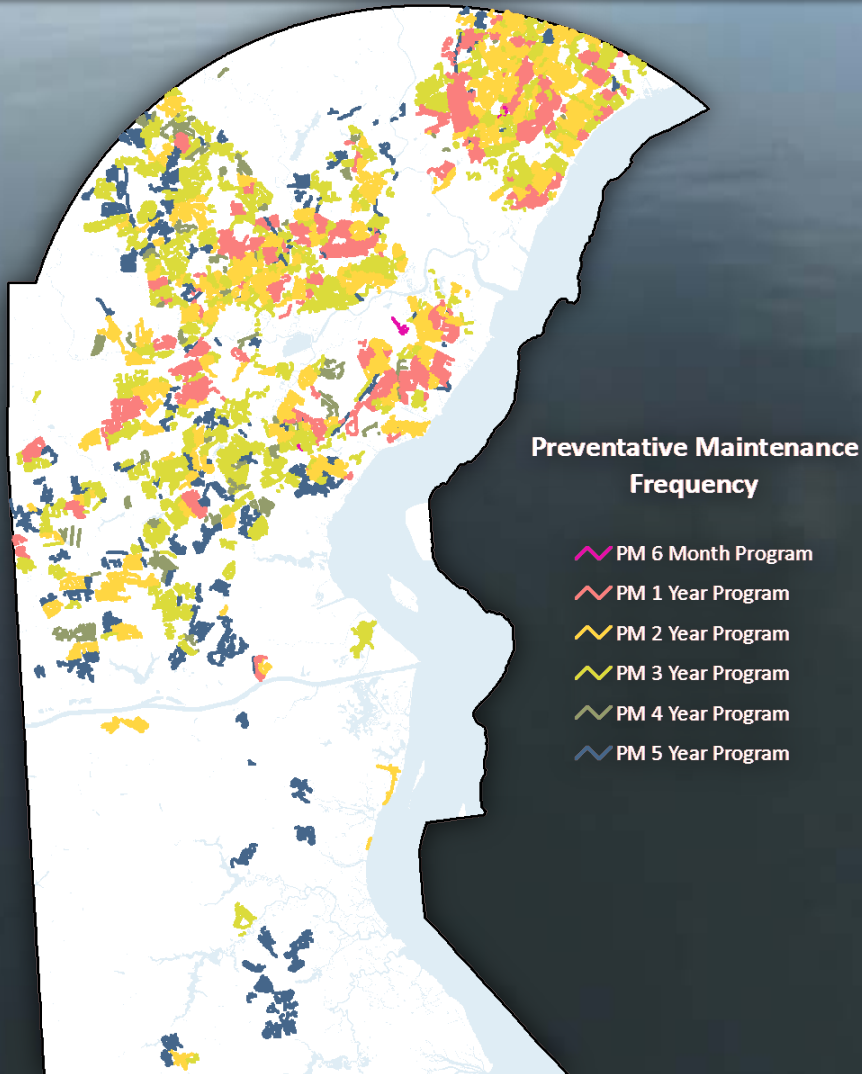 Preventative Maintenance
Frequency
PM 6 Month Program
PM 1 Year Program
PM 2 Year Program
PM 3 Year Program
PM 4 Year Program
PM 5 Year Program